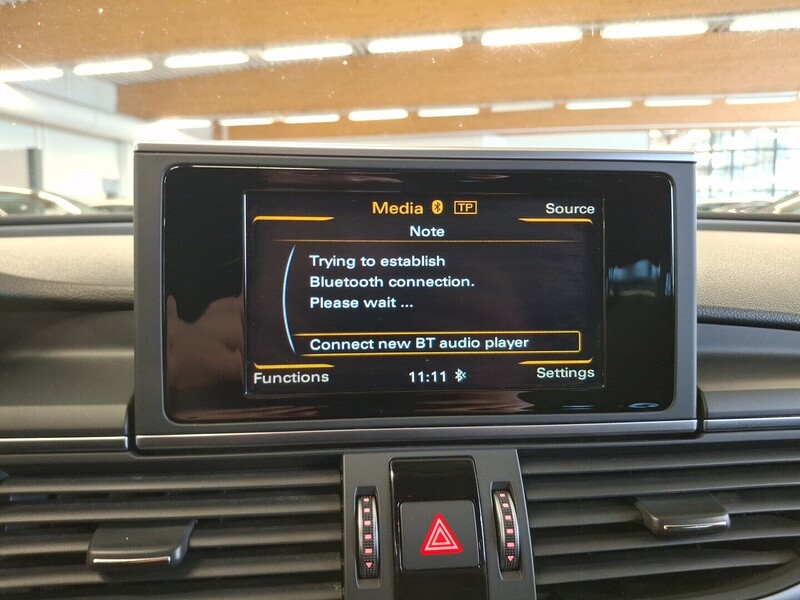 Media TP
Source
Note
Trying to establish
Bluetooth connection.
Please wait ...
Connect new BT audio player
Functions
11:11
Settings